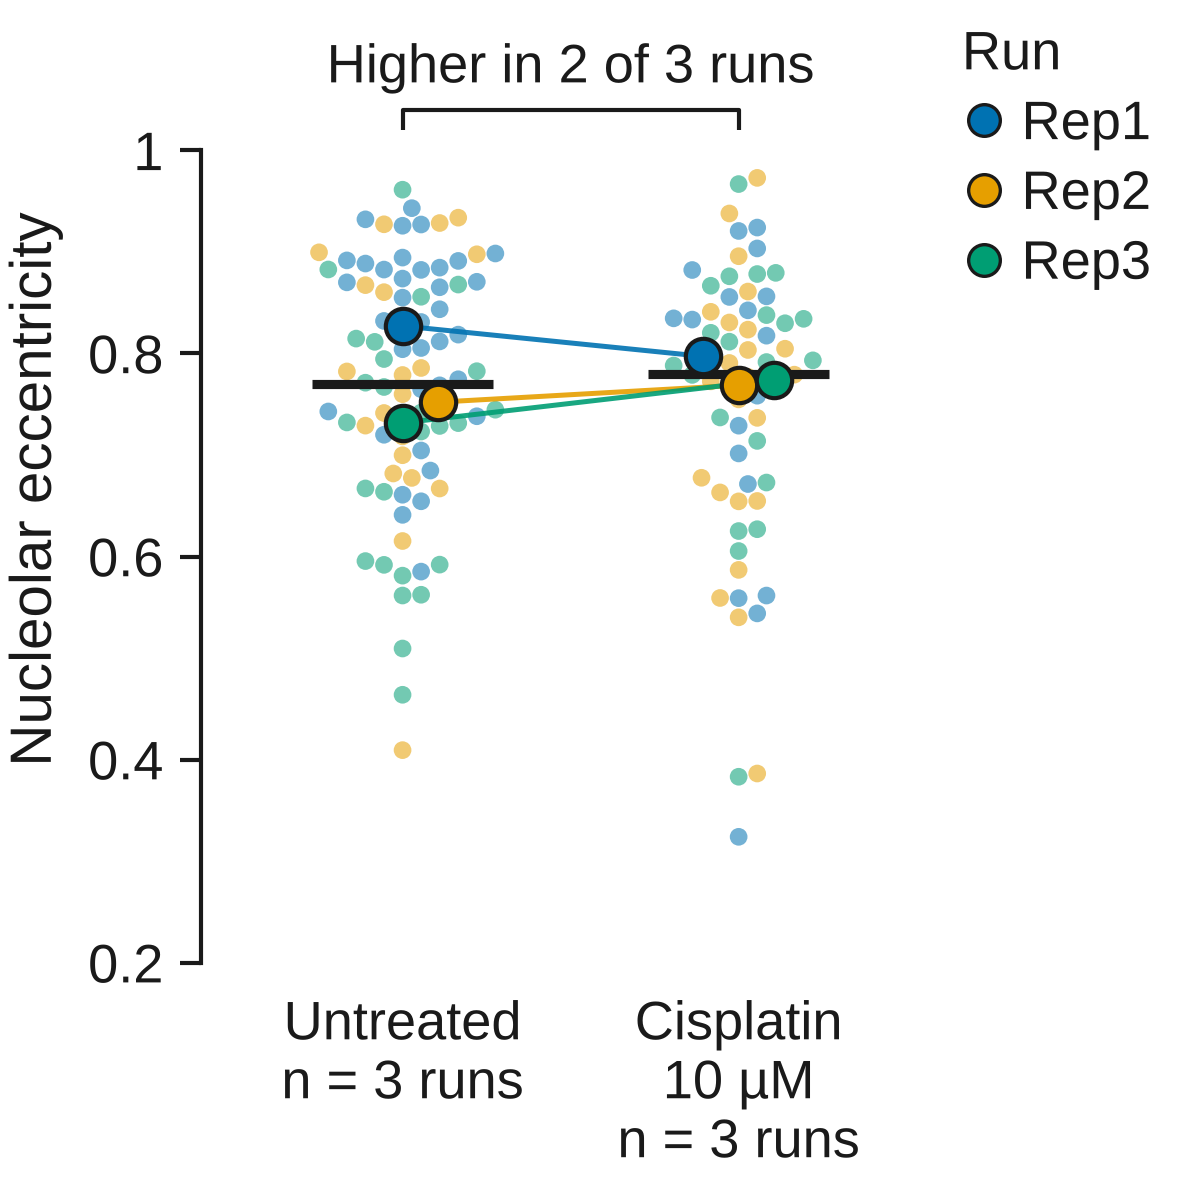 Higher in 2 of 3 runs
Run
Rep1
Rep2
Rep3
Nucleolar eccentricity
1
0.8
0.6
0.4
0.2
Untreated
n = 3 runs
Cisplatin
10 µM
n = 3 runs